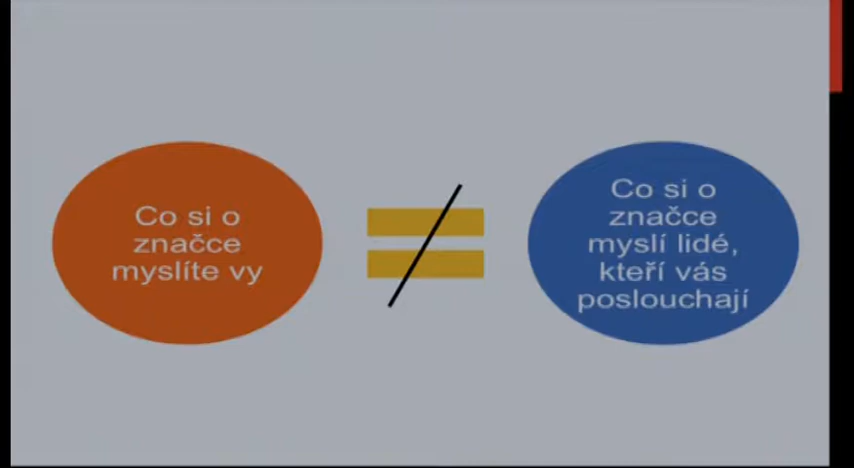 Co si o
značce
myslíte vy
Co si o
značce
myslí lidé,
kteří vás
poslouchají